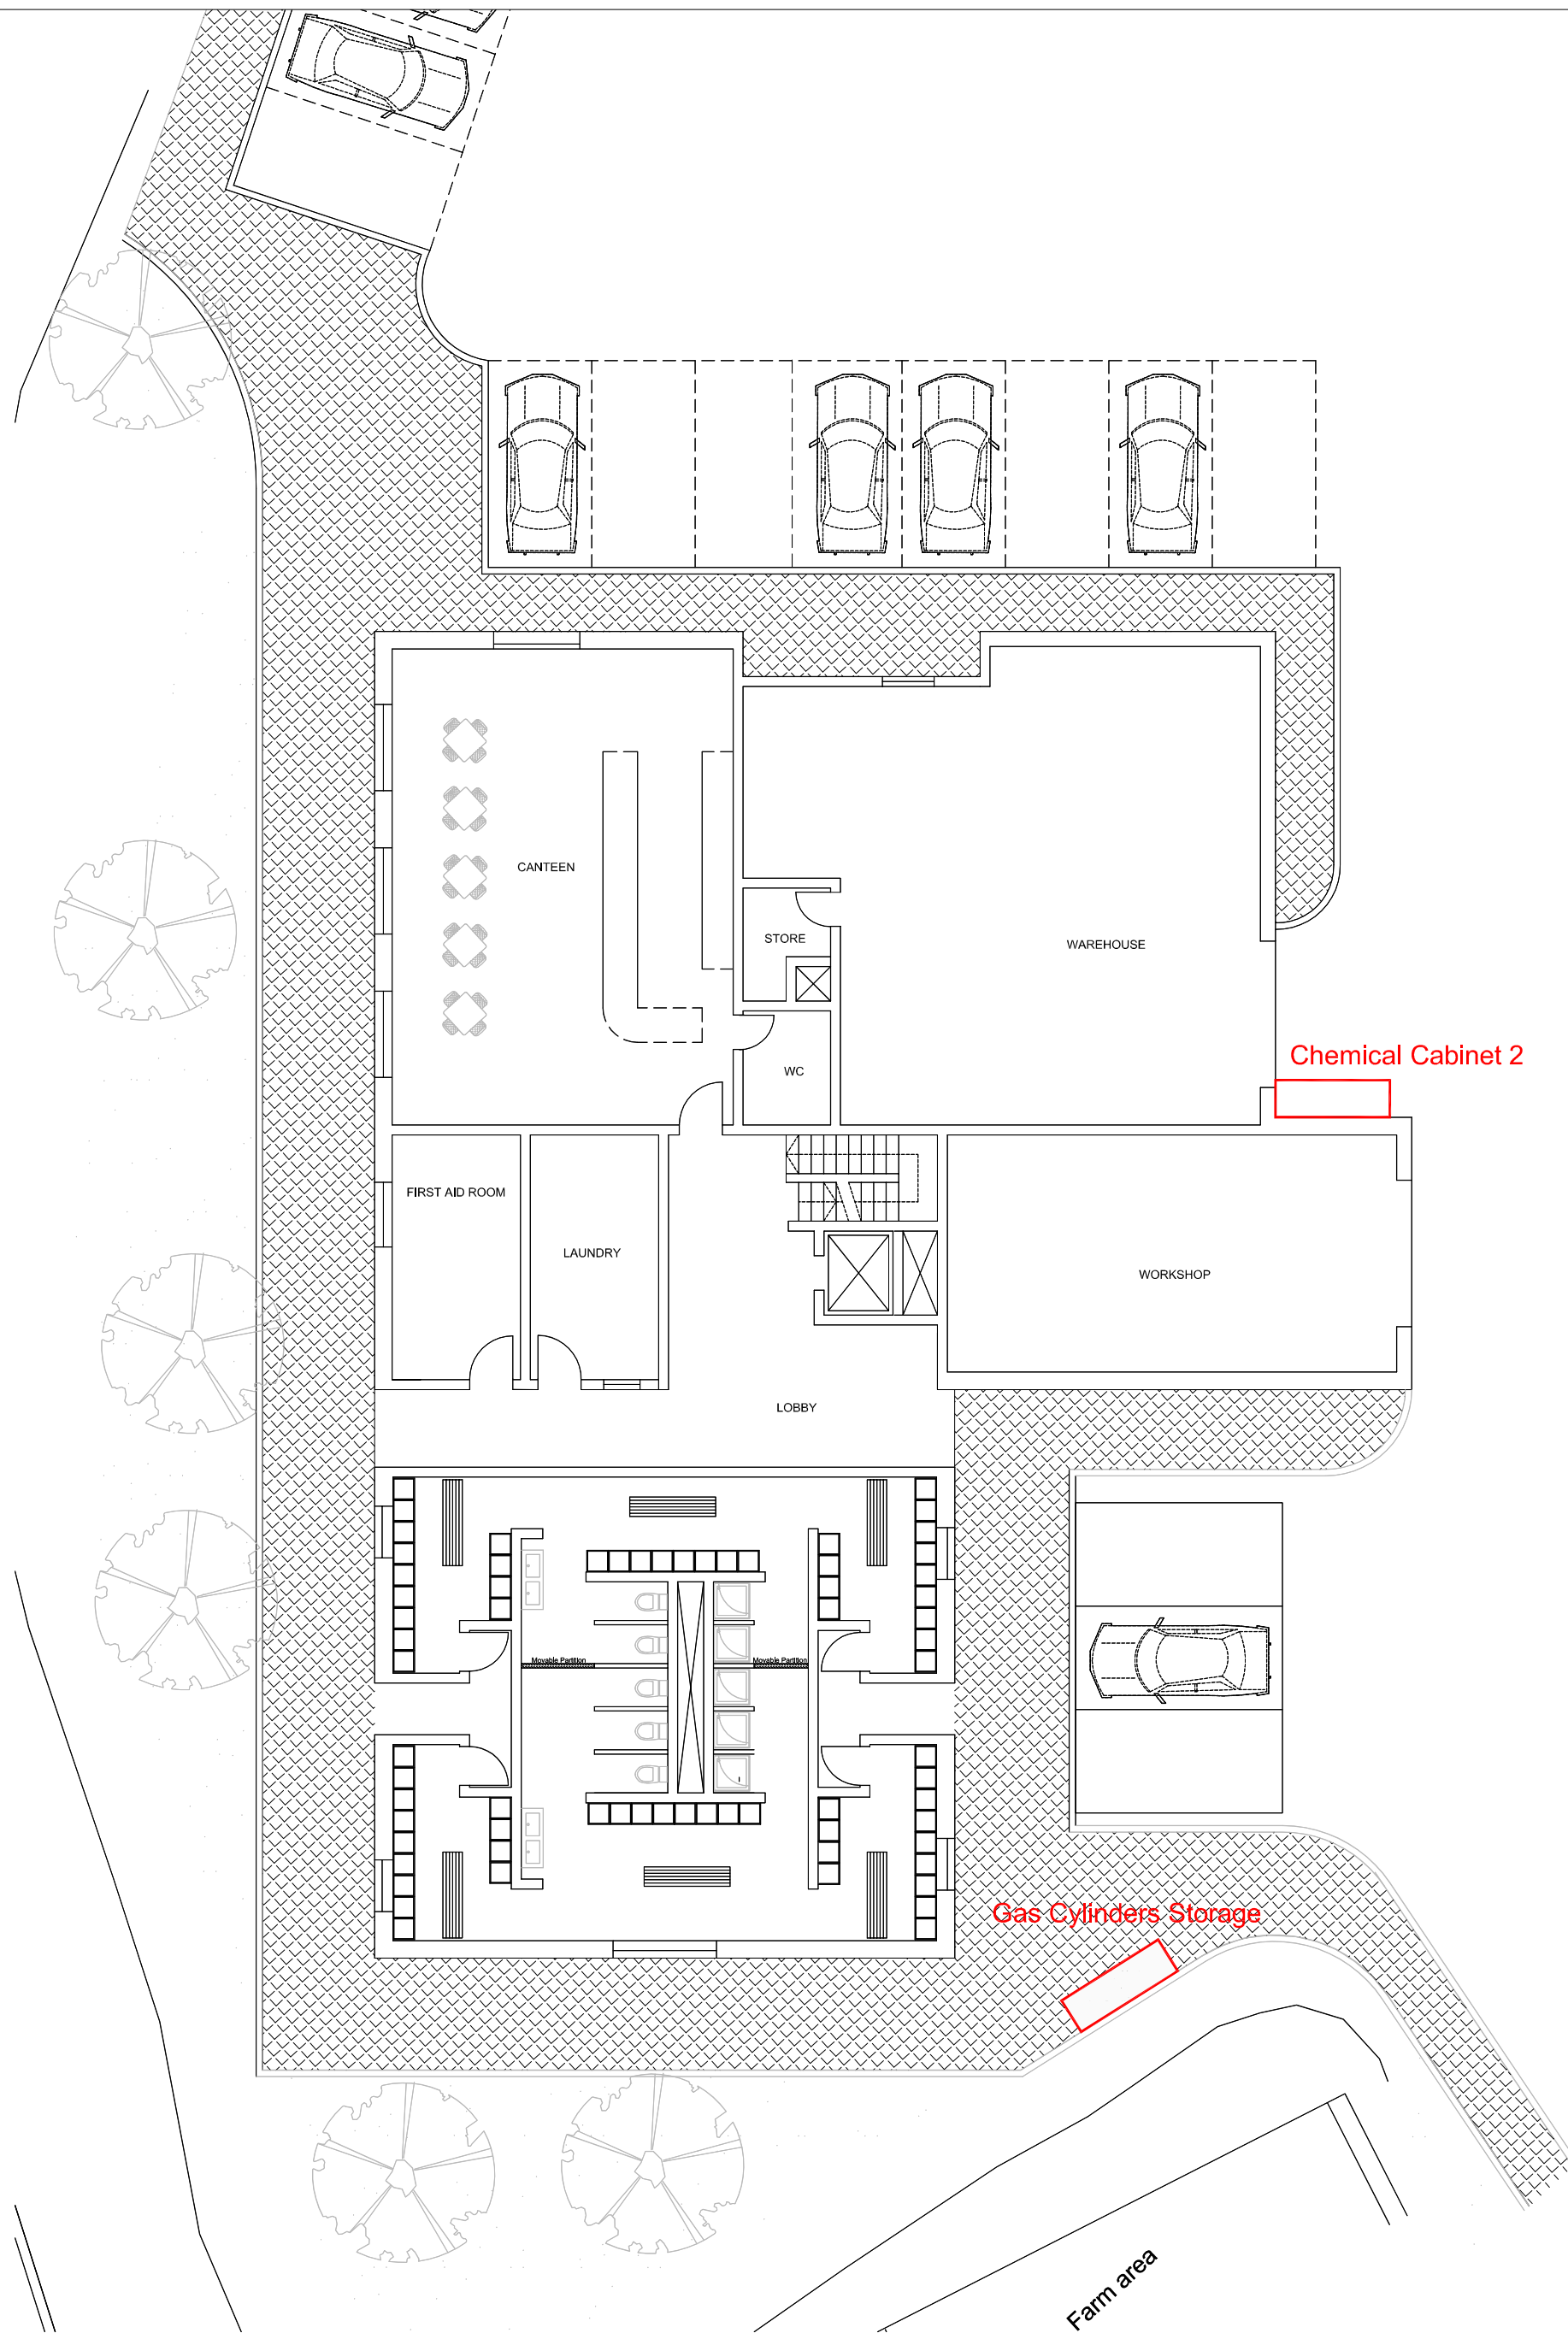 CANTEEN
STORE
WAREHOUSE
Chemical Cabinet 2
WC
FIRST AID ROOM
LAUNDRY
WORKSHOP
LOBBY
Movable Partition
Movable Partition
Gas Cylinders Storage
Farm area